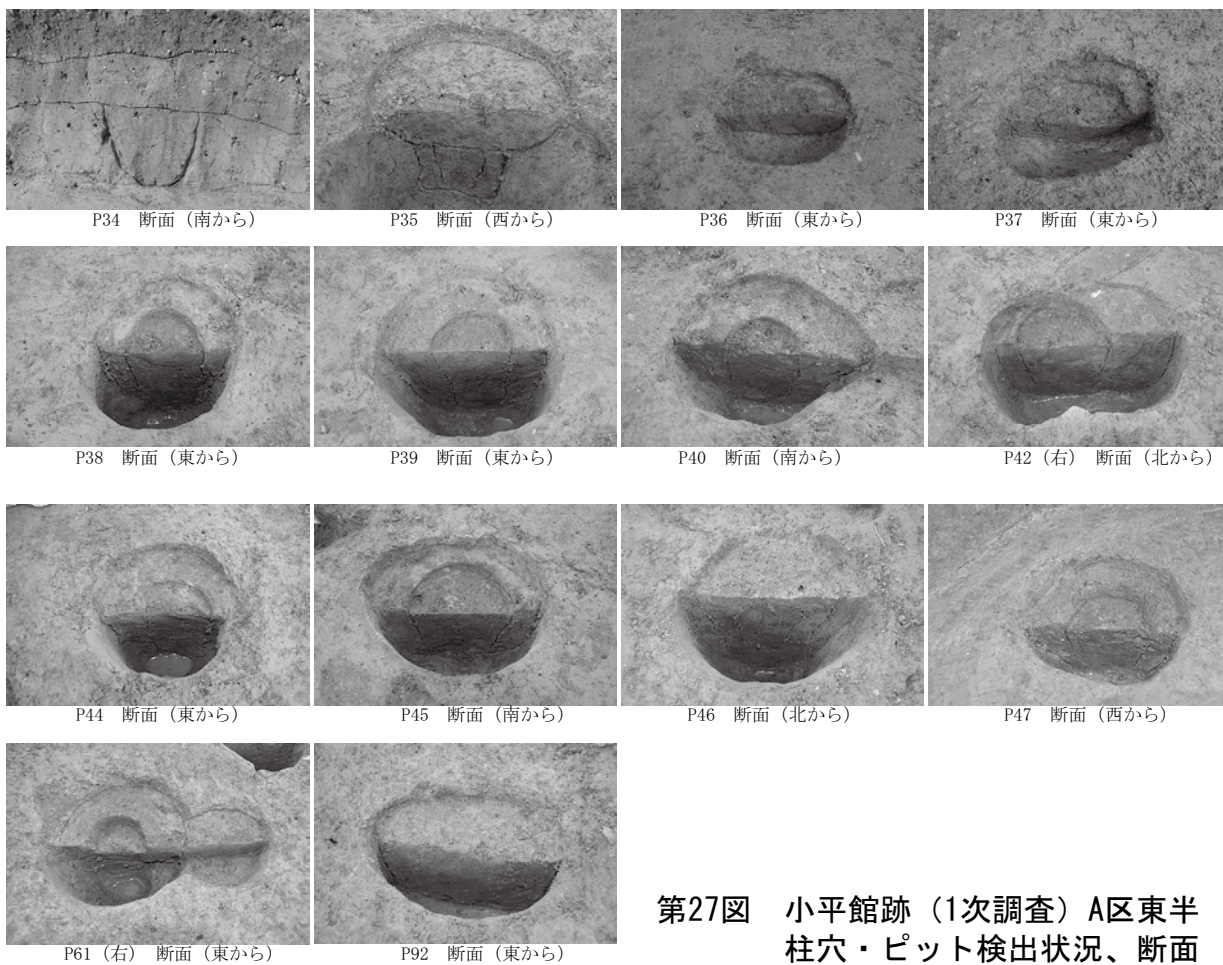 P34　断面（南から）
P35　断面（西から）
P36　断面（東から）
P37　断面（東から）
P38　断面（東から）
P39　断面（東から）
P40　断面（南から）
P42（右）　断面（北から）
P44　断面（東から）
P45　断面（南から）
P46　断面（北から）
P47　断面（西から）
P61（右）　断面（東から）
P92　断面（東から）
第27図　小平館跡（1次調査）A区東半
柱穴・ピット検出状況、断面